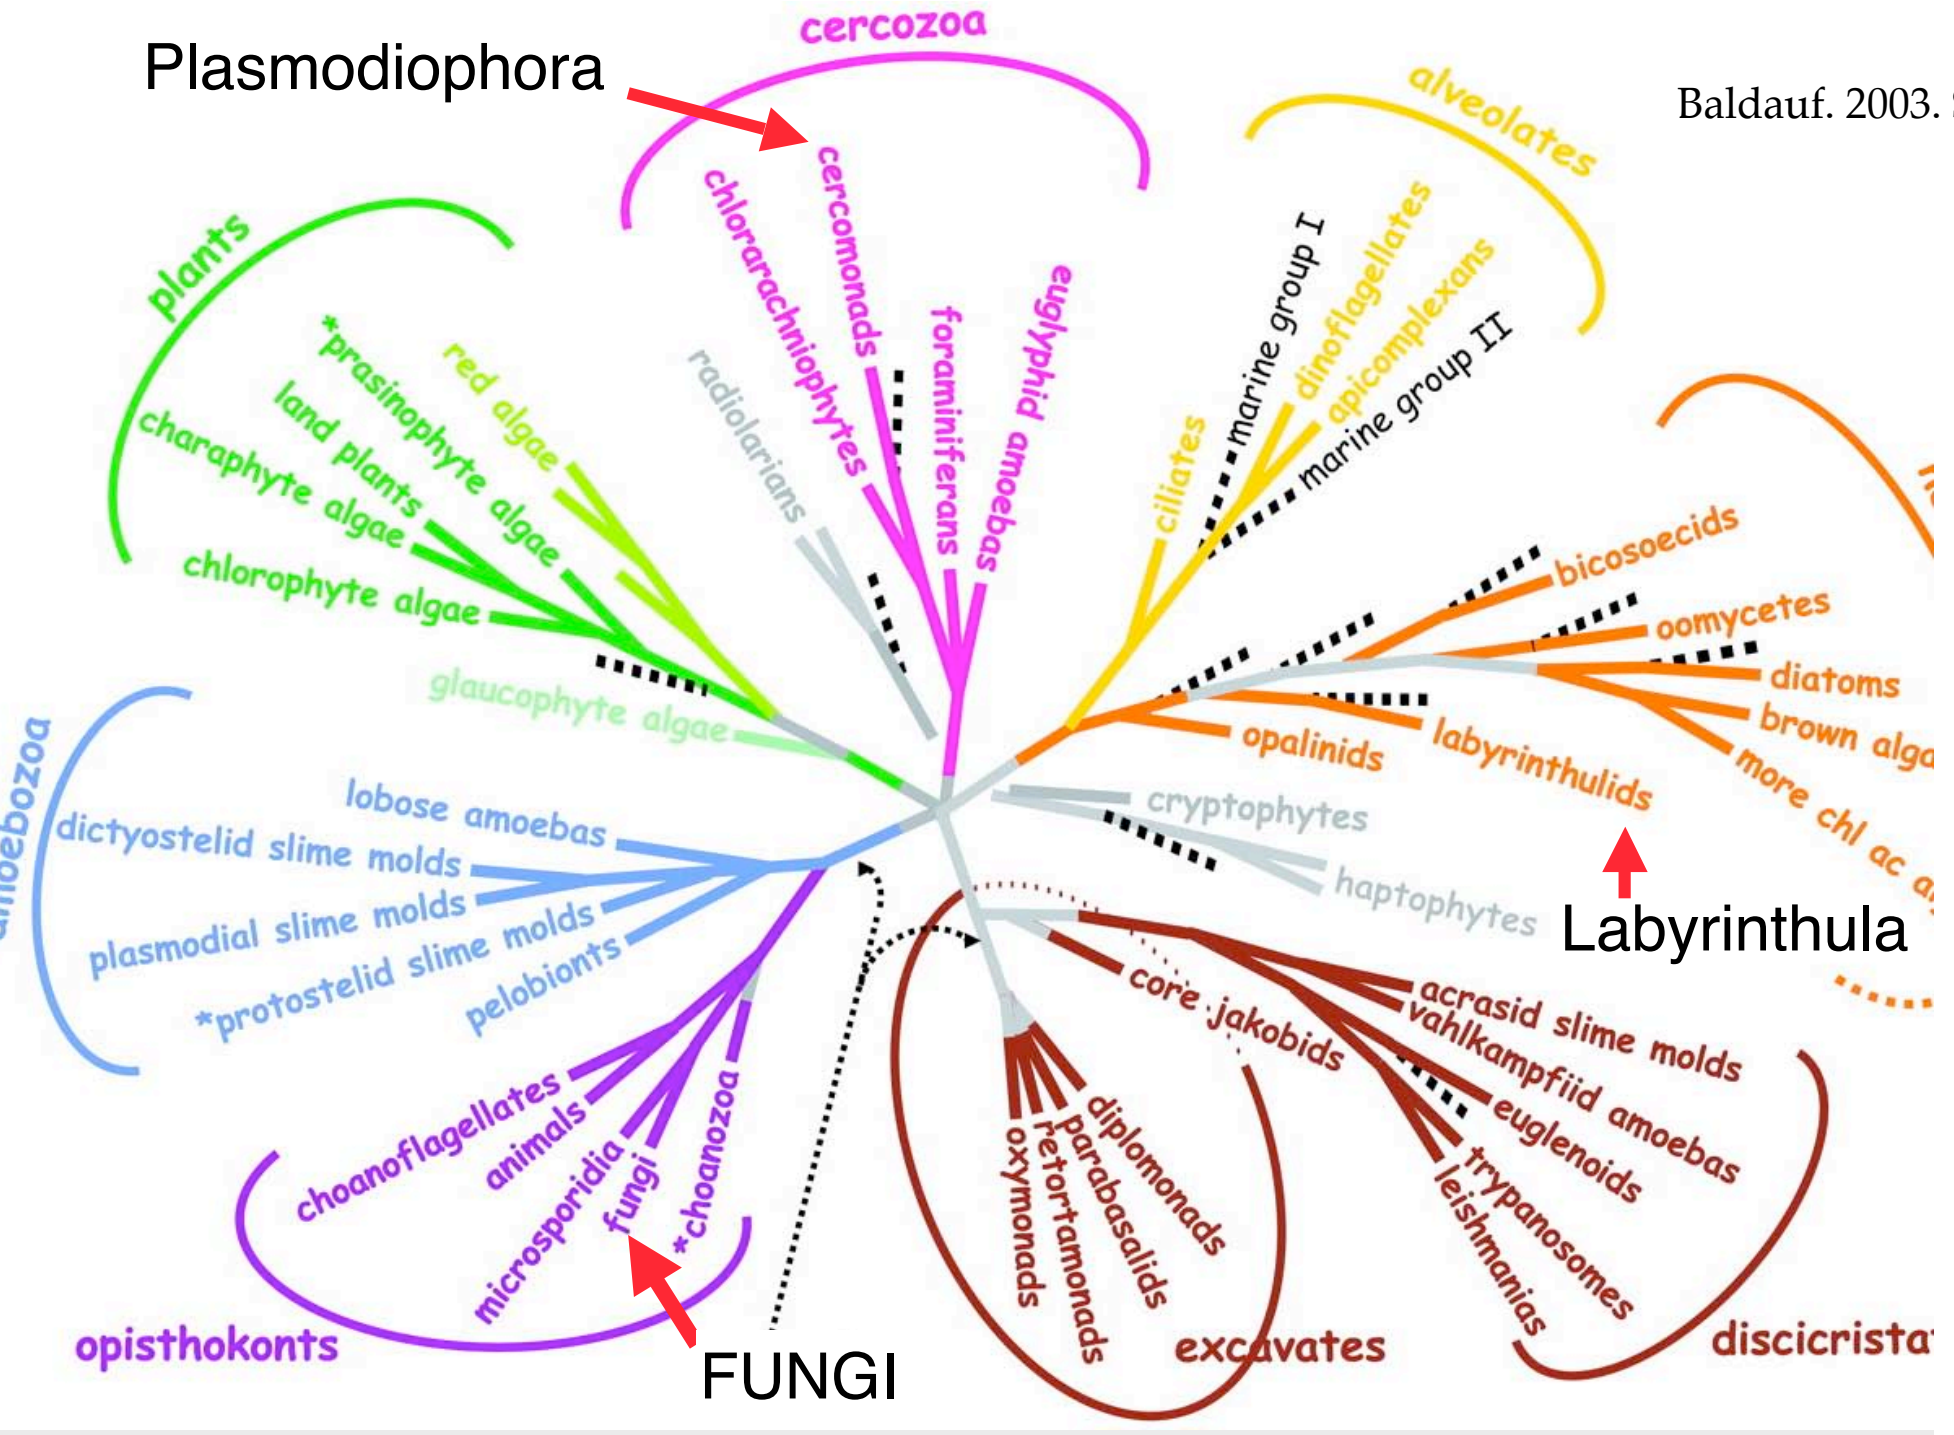 cercozoa
Plasmodiophora
alveolates
Baldauf. 2003.
plants
cercomonads
chlorarachniophytes
foraminiferans
euglyphid amoebas
radiolarians
marine group I
dinoflagellates
apicomplexans
marine group II
ciliates
*prasinophyte algae
red algae
land plants
charaphyte algae
chlorophyte algae
glaucophyte algae
bicosoecids
oomycetes
diatoms
brown alga
more chl ac
labyrinthulids
opalinids
Labyrinthula
cryptophytes
haptophytes
amoebozoa
lobose amoebas
dictyostelid slime molds
plasmodial slime molds
*protostelid slime molds
pelobionts
choanoflagellates
animals
microsporidia
fungi
*choanozoa
opisthokonts
FUNGI
core jakobids
acrasid slime molds
vahlkampfiid amoebas
euglenoids
trypanosomes
leishmanias
diplomonads
parabasalids
retortamonads
oxymonads
excavates
discicristat